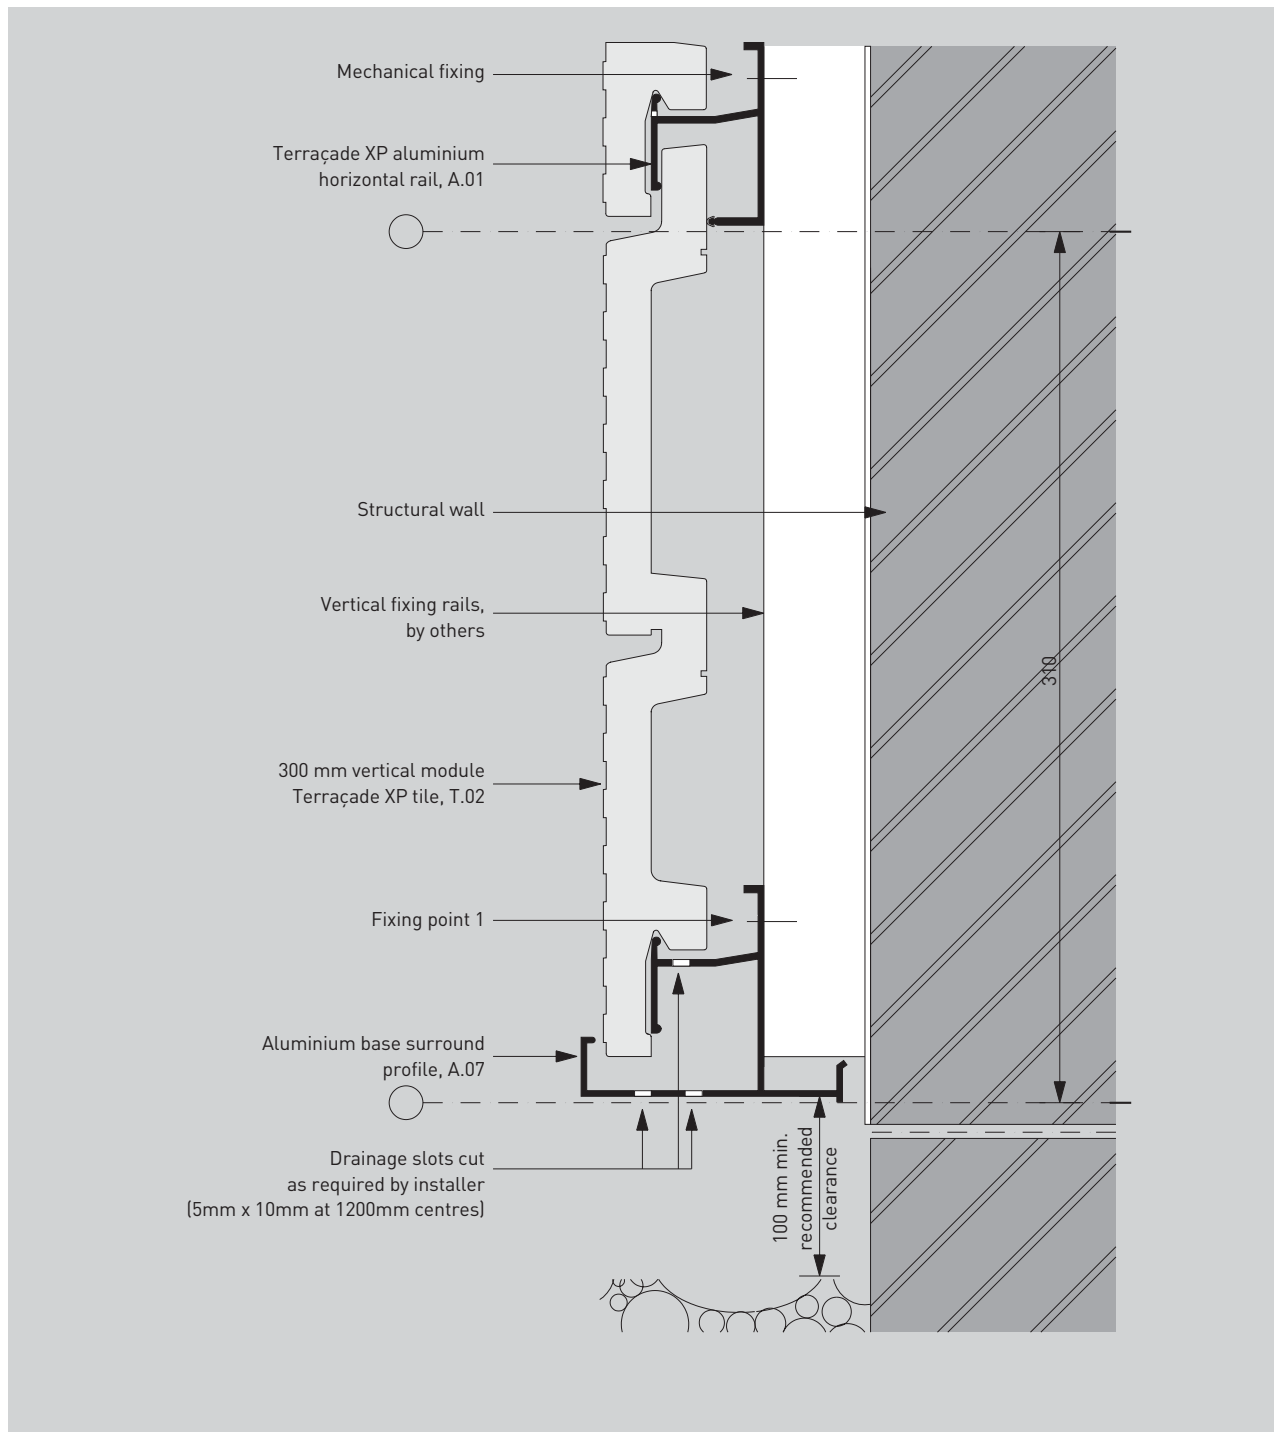 Mechanical fixing
Terraçade XP aluminium
horizontal rail, A.01
Structural wall
Vertical fixing rails,
by others
310
300 mm vertical module
Terraçade XP tile, T.02
Fixing point 1
Aluminium base surround
profile, A.07
Drainage slots cut
as required by installer
(5mm x 10mm at 1200mm centres)
100 mm min.
recommended
clearance